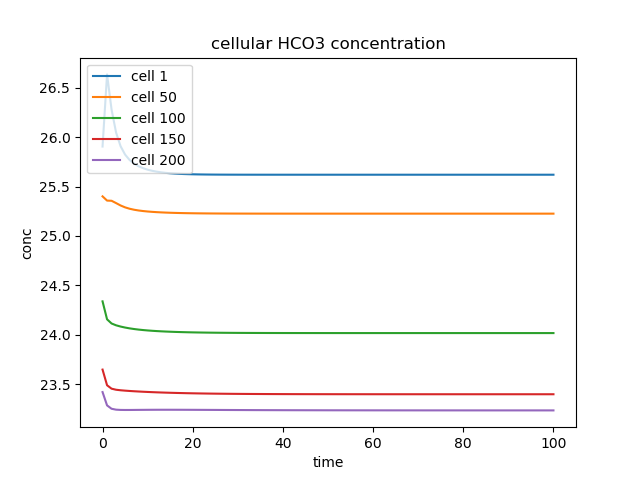 cellular HCO3 concentration
cell 1
cell 50
cell 100
cell 150
cell 200
26.5
26.0
25.5
25.0
24.5
24.0
23.5
conc
0 20 40 60 80 100
time